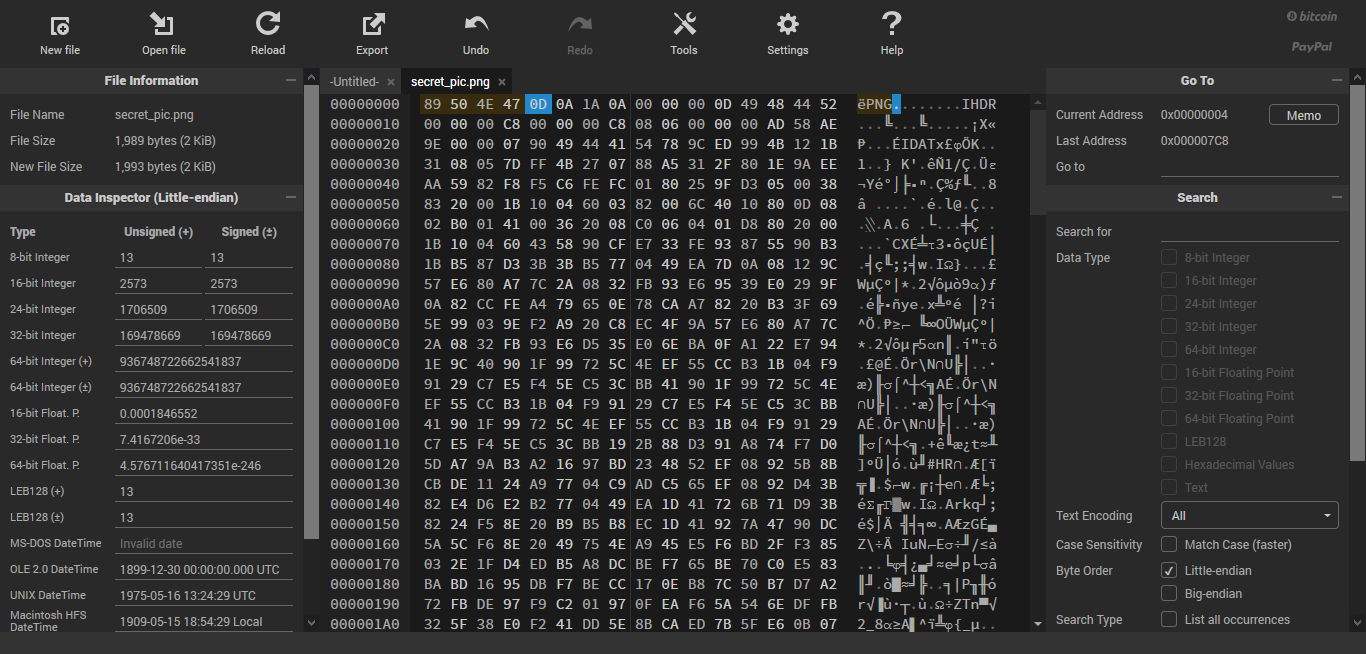 New file
Open file
Reload
Export
Undo
Redo
Tools
Settings
Help
bitcoin
PayPal
File Information
File Name secret_pic.png
File Size 1,989 bytes (2 KiB)
New File Size 1,993 bytes (2 KiB)
Data Inspector (Little-endian)
Type Unsigned (+) Signed (±)
8-bit Integer 13 13
16-bit Integer 2573 2573
24-bit Integer 1706509 1706509
32-bit Integer 169478669 169478669
64-bit Integer (+) 936748722662541837
64-bit Integer (±) 936748722662541837
16-bit Float. P. 0.0001846552
32-bit Float. P. 7.4167206e-33
64-bit Float. P. 4.576711640417351e-246
LEB128 (+) 13
LEB128 (±) 13
MS-DOS DateTime Invalid date
OLE 2.0 DateTime 1899-12-30 00:00:00.000 UTC
UNIX DateTime 1975-05-16 13:24:29 UTC
Macintosh HFS
DateTime 1909-05-15 18:54:29 Local
-Untitled- × secret_pic.png ×
00000000 89 50 4E 47 0D 0A 1A 0A 00 00 00 0D 49 48 44 52 ëPNG........IHDR
00000010 00 00 00 C8 00 00 00 C8 08 06 00 00 00 AD 58 AE
00000020 9E 00 00 07 90 49 44 41 54 78 9C ED 99 4B 12 1B
00000030 31 08 05 7D FF 4B 27 07 88 A5 31 2F 80 1E 9A EE
00000040 AA 59 82 F8 F5 C6 FE FC 01 80 25 9F D3 05 00 38
00000050 83 20 00 1B 10 04 60 03 82 00 6C 40 10 80 0D 08
00000060 02 B0 01 41 00 36 20 08 C0 06 04 01 D8 80 20 00
00000070 1B 10 04 60 43 58 90 CF E7 33 FE 93 87 55 90 B3
00000080 1B B5 87 D3 3B 3B B5 77 04 49 EA 7D 0A 08 12 9C
00000090 57 E6 80 A7 7C 2A 08 32 FB 93 E6 95 39 E0 29 9F
000000A0 0A 82 CC FE A4 79 65 0E 78 CA A7 82 20 B3 3F 69
000000B0 5E 99 03 9E F2 A9 20 C8 EC 4F 9A 57 E6 80 A7 7C
000000C0 2A 08 32 FB 93 E6 D5 35 E0 6E BA 0F A1 22 E7 94
000000D0 1E 9C 40 90 1F 99 72 5C 4E EF 55 CC B3 1B 04 F9
000000E0 91 29 C7 E5 F4 5E C5 3C BB 41 90 1F 99 72 5C 4E
000000F0 EF 55 CC B3 1B 04 F9 91 29 C7 E5 F4 5E C5 3C BB
00000100 41 90 1F 99 72 5C 4E EF 55 CC B3 1B 04 F9 91 29
00000110 C7 E5 F4 5E C5 3C BB 19 2B 88 D3 91 A8 74 F7 D0
00000120 5D A7 9A B3 A2 16 97 BD 23 48 52 EF 08 92 5B 8B
00000130 CB DE 11 24 A9 77 04 C9 AD C5 65 EF 08 92 D4 3B
00000140 82 E4 D6 E2 B2 77 04 49 EA 1D 41 72 6B 71 D9 3B
00000150 82 24 F5 8E 20 B9 B5 B8 EC 1D 41 92 7A 47 90 DC
00000160 5A 5C F6 8E 20 49 75 4E A9 45 E5 F6 BD 2F F3 85
00000170 03 2E 1F D4 ED B5 A8 DC BE F7 65 BE 70 C0 E5 83
00000180 BA BD 16 95 DB F7 BE CC 17 0E B8 7C 50 B7 D7 A2
00000190 72 FB DE 97 F9 C2 01 97 0F EA F6 5A 54 6E DF FB
000001A0 32 5F 38 E0 F2 41 DD 5E 8B CA ED 7B 5F E6 0B 07
Go To
Current Address 0x00000004 Memo
Last Address 0x000007C8
Go to
Search
Search for
Data Type 8-bit Integer
16-bit Integer
24-bit Integer
32-bit Integer
64-bit Integer
16-bit Floating Point
32-bit Floating Point
64-bit Floating Point
LEB128
Hexadecimal Values
Text
Text Encoding All
Case Sensitivity Match Case (faster)
Byte Order Little-endian
Big-endian
Search Type List all occurrences